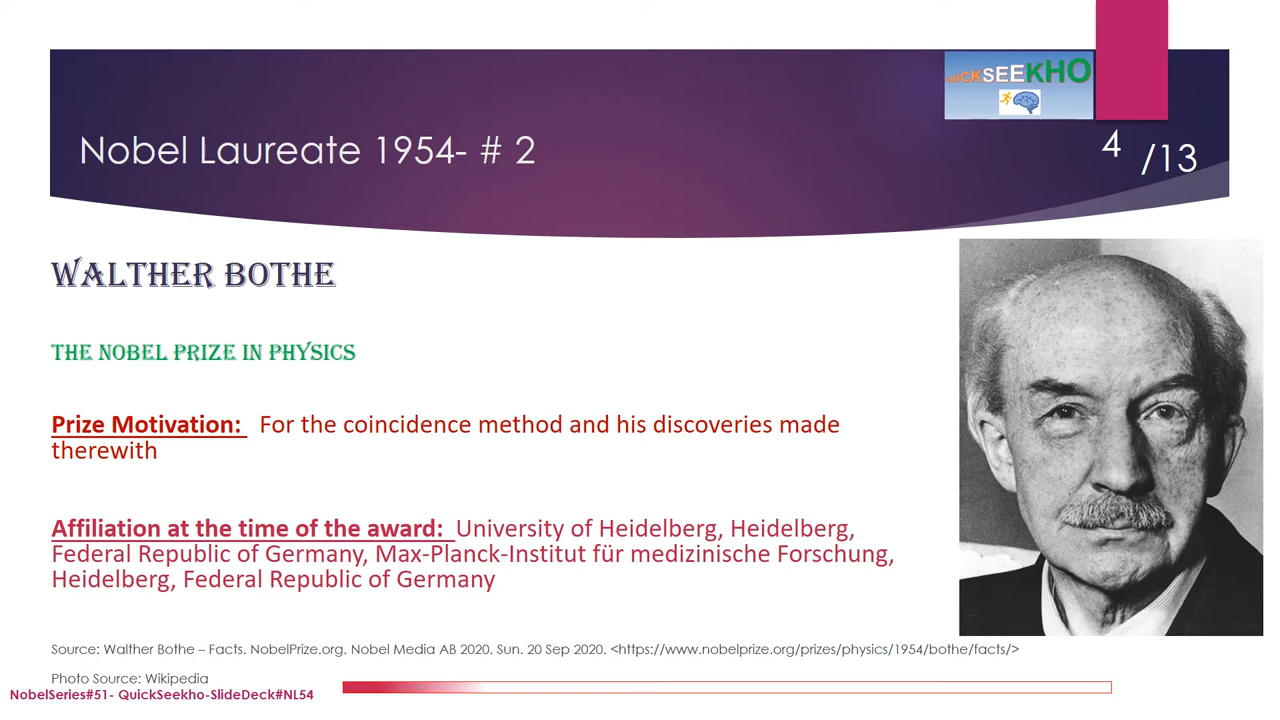 QUICKSEEKHO
Nobel Laureate 1954- # 2
4 /13
WALTHER BOTHE
THE NOBEL PRIZE IN PHYSICS
Prize Motivation: For the coincidence method and his discoveries made
therewith
Affiliation at the time of the award: University of Heidelberg, Heidelberg,
Federal Republic of Germany, Max-Planck-Institut für medizinische Forschung,
Heidelberg, Federal Republic of Germany
Source: Walther Bothe – Facts. NobelPrize.org. Nobel Media AB 2020. Sun. 20 Sep 2020. <https://www.nobelprize.org/prizes/physics/1954/bothe/facts/>
Photo Source: Wikipedia
NobelSeries#51- QuickSeekho-SlideDeck#NL54